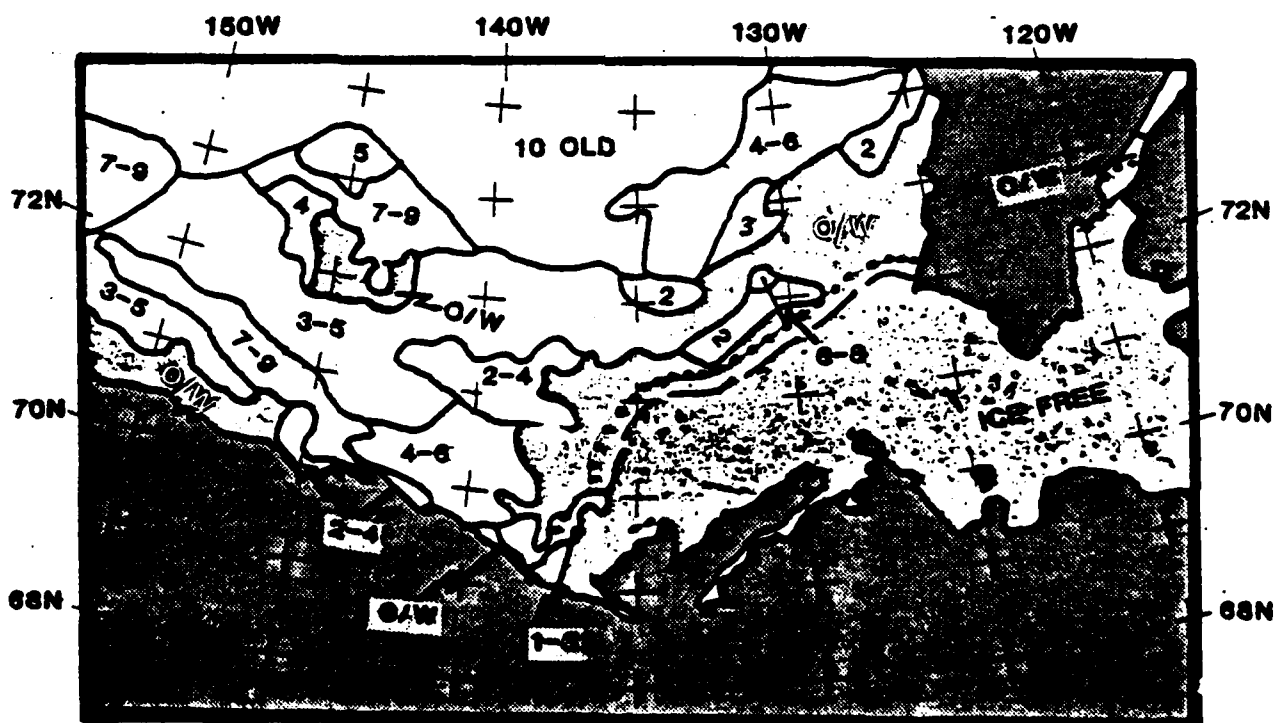 150W 140W 130W 120W
10 OLD
4-6
2
5
7-9
O/W
72N
4
7-9
3
O/W
72N
2
3-5
O/W
3-5
7-9
2
2-4
O/W
70N
ICE FREE
70N
4-6
2-4
68N
O/W
68N